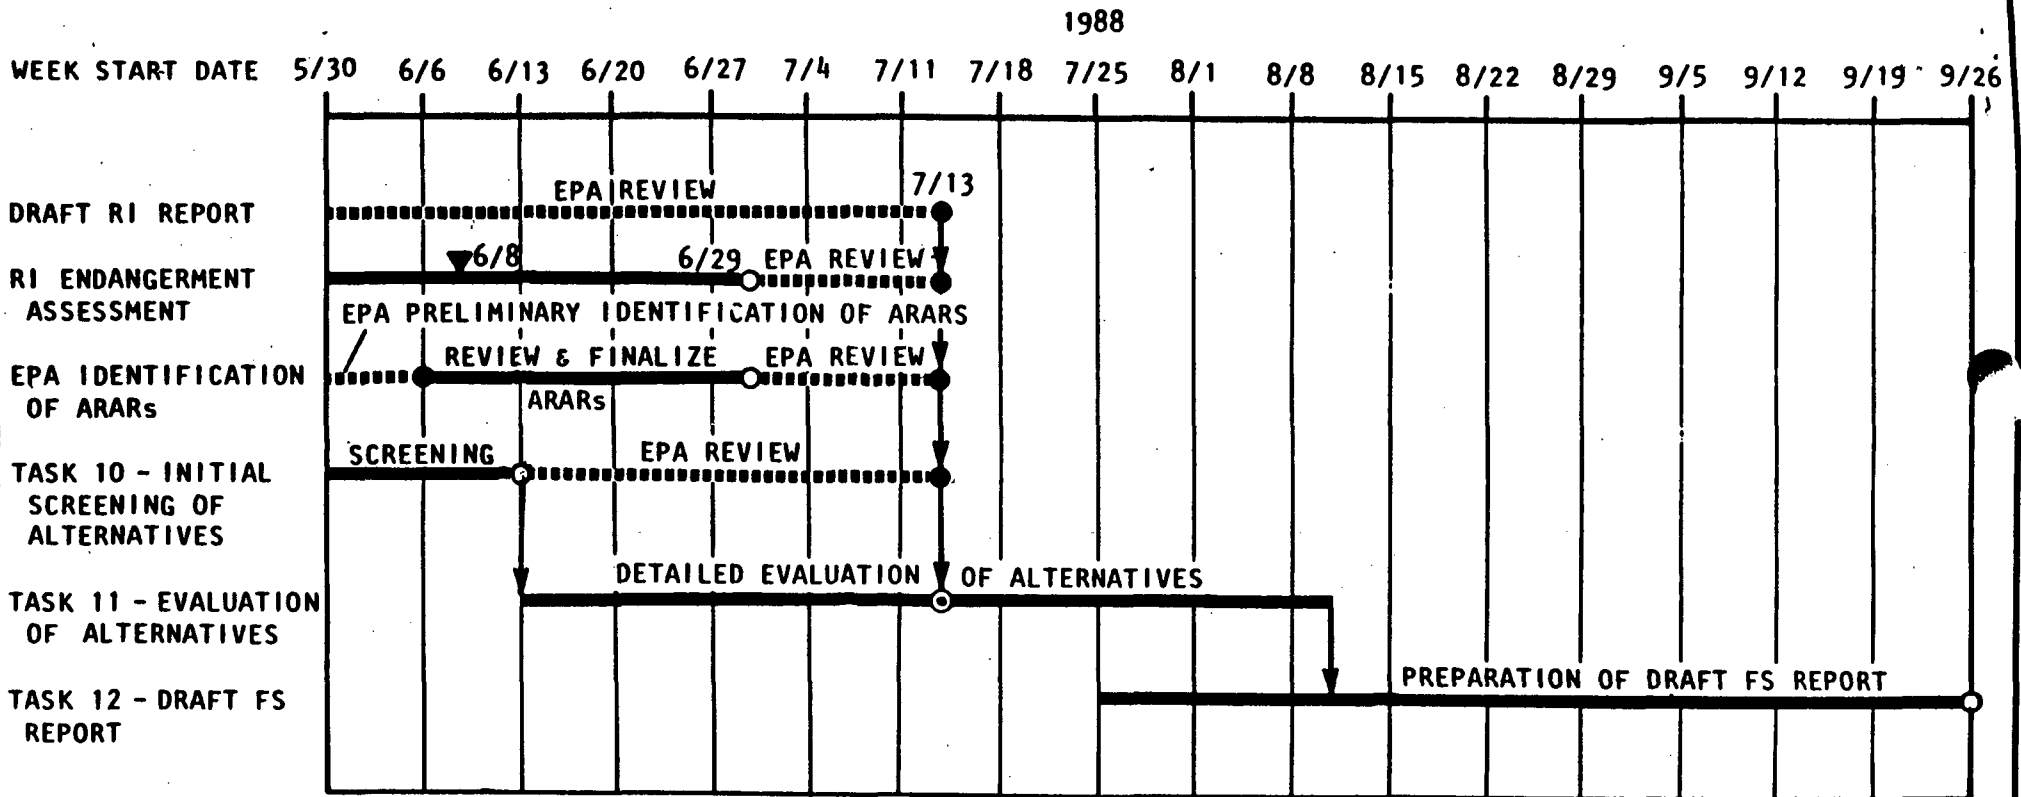 1988
WEEK START DATE 5/30 6/6 6/13 6/20 6/27 7/4 7/11 7/18 7/25 8/1 8/8 8/15 8/22 8/29 9/5 9/12 9/19 9/26
EPA REVIEW 7/13
DRAFT RI REPORT
6/8 6/29 EPA REVIEW
RI ENDANGERMENT
ASSESSMENT
EPA PRELIMINARY IDENTIFICATION OF ARARS
REVIEW & FINALIZE EPA REVIEW
EPA IDENTIFICATION
OF ARARs
ARARs
SCREENING EPA REVIEW
TASK 10 - INITIAL
SCREENING OF
ALTERNATIVES
DETAILED EVALUATION OF ALTERNATIVES
TASK 11 - EVALUATION
OF ALTERNATIVES
PREPARATION OF DRAFT FS REPORT
TASK 12 - DRAFT FS
REPORT